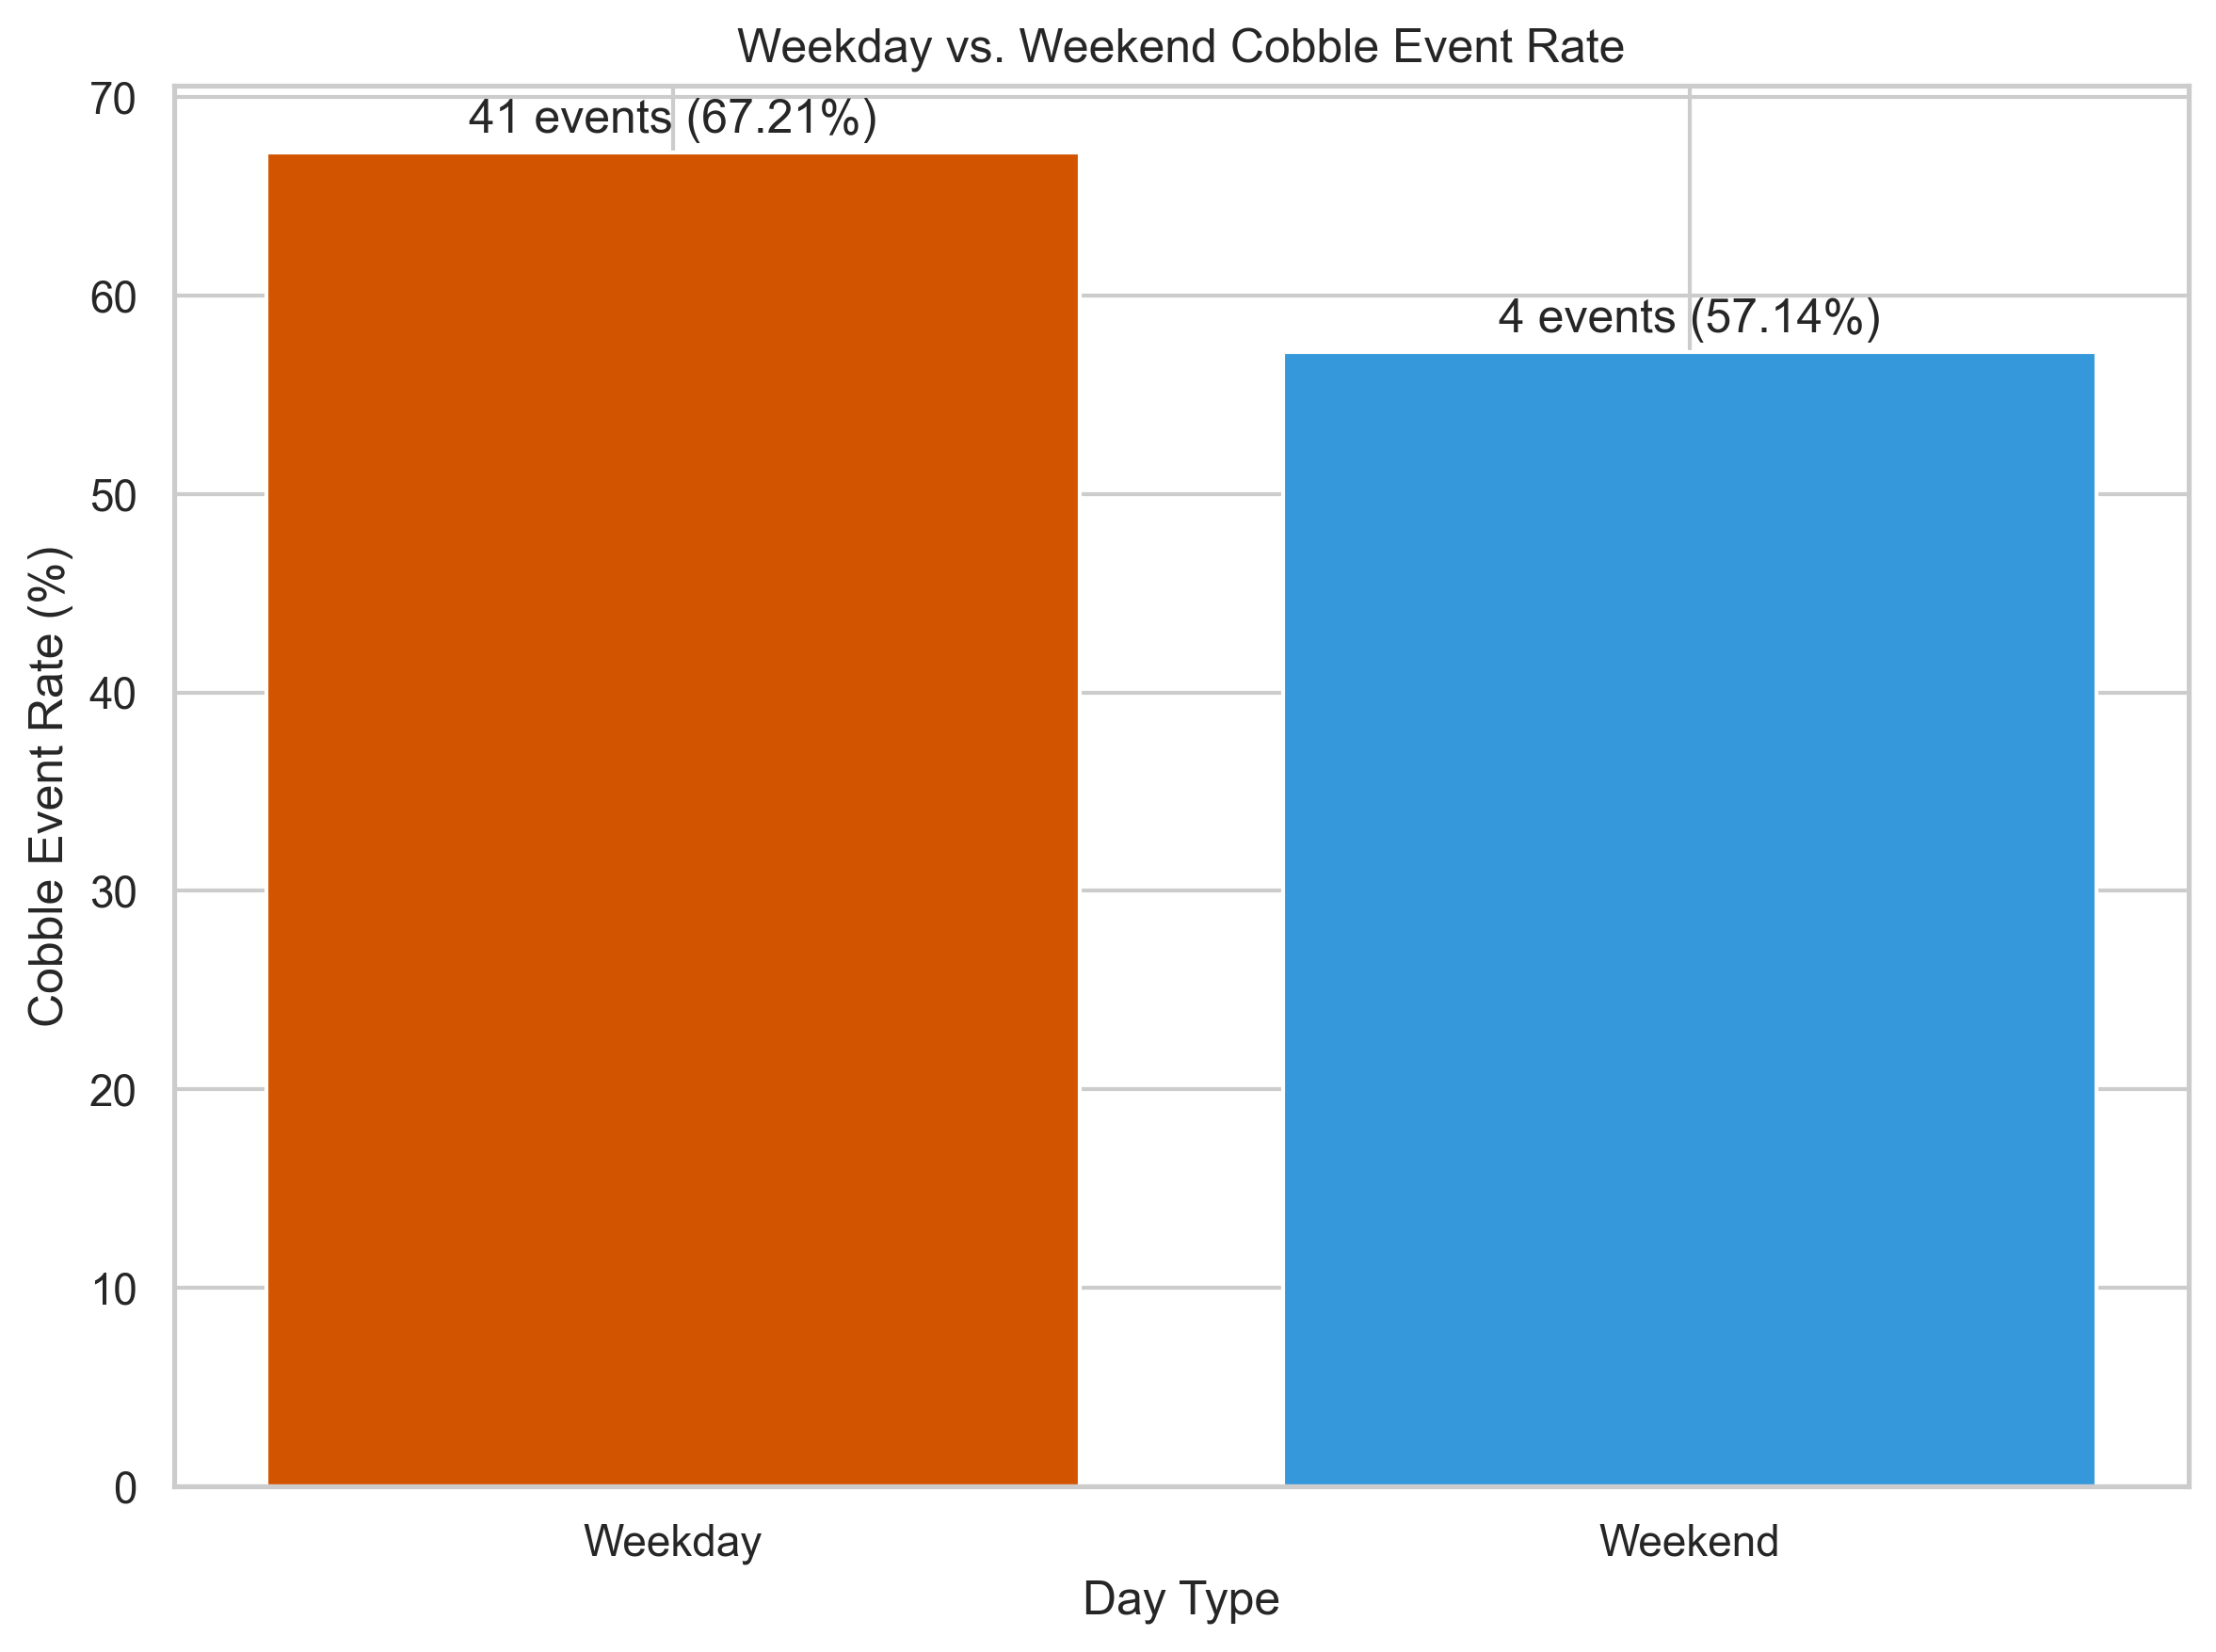 Weekday vs. Weekend Cobble Event Rate
70
60
50
40
30
20
10
0
Cobble Event Rate (%)
41 events (67.21%)
4 events (57.14%)
Weekday
Weekend
Day Type